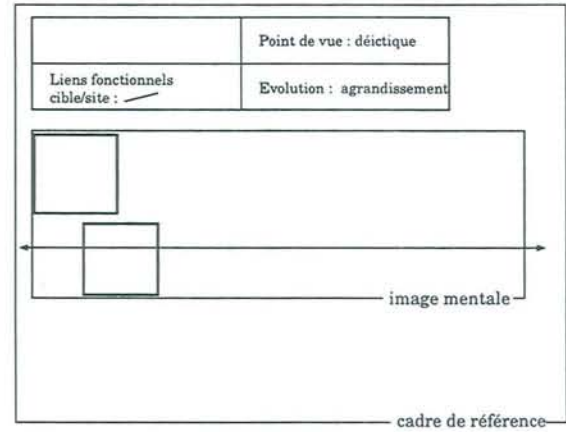 Point de vue : déictique
Liens fonctionnels
cible/site :
Evolution : agrandissement
image mentale
cadre de référence